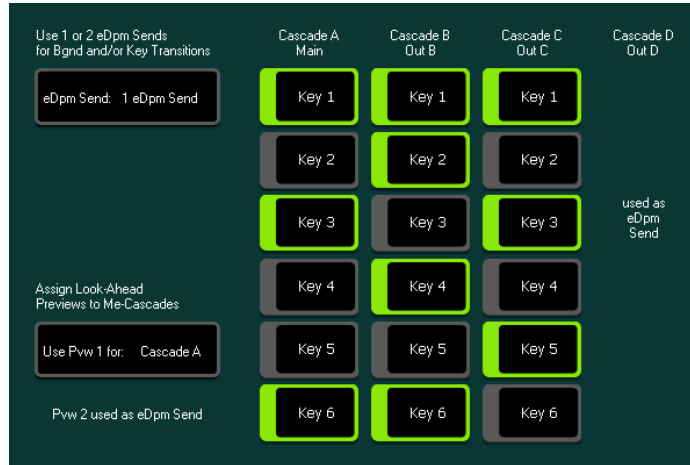 Use 1 or 2 eDpm Sends
for Bgnd and/or Key Transitions
eDpm Send: 1 eDpm Send
Cascade A
Main
Cascade B
Out B
Cascade C
Out C
Cascade D
Out D
Key 1
Key 1
Key 1
Key 2
Key 2
Key 2
Key 3
Key 3
Key 3
used as
eDpm
Send
Assign Look-Ahead
Previews to Me-Cascades
Key 4
Key 4
Key 4
Use Pvw 1 for: Cascade A
Key 5
Key 5
Key 5
Pvw 2 used as eDpm Send
Key 6
Key 6
Key 6